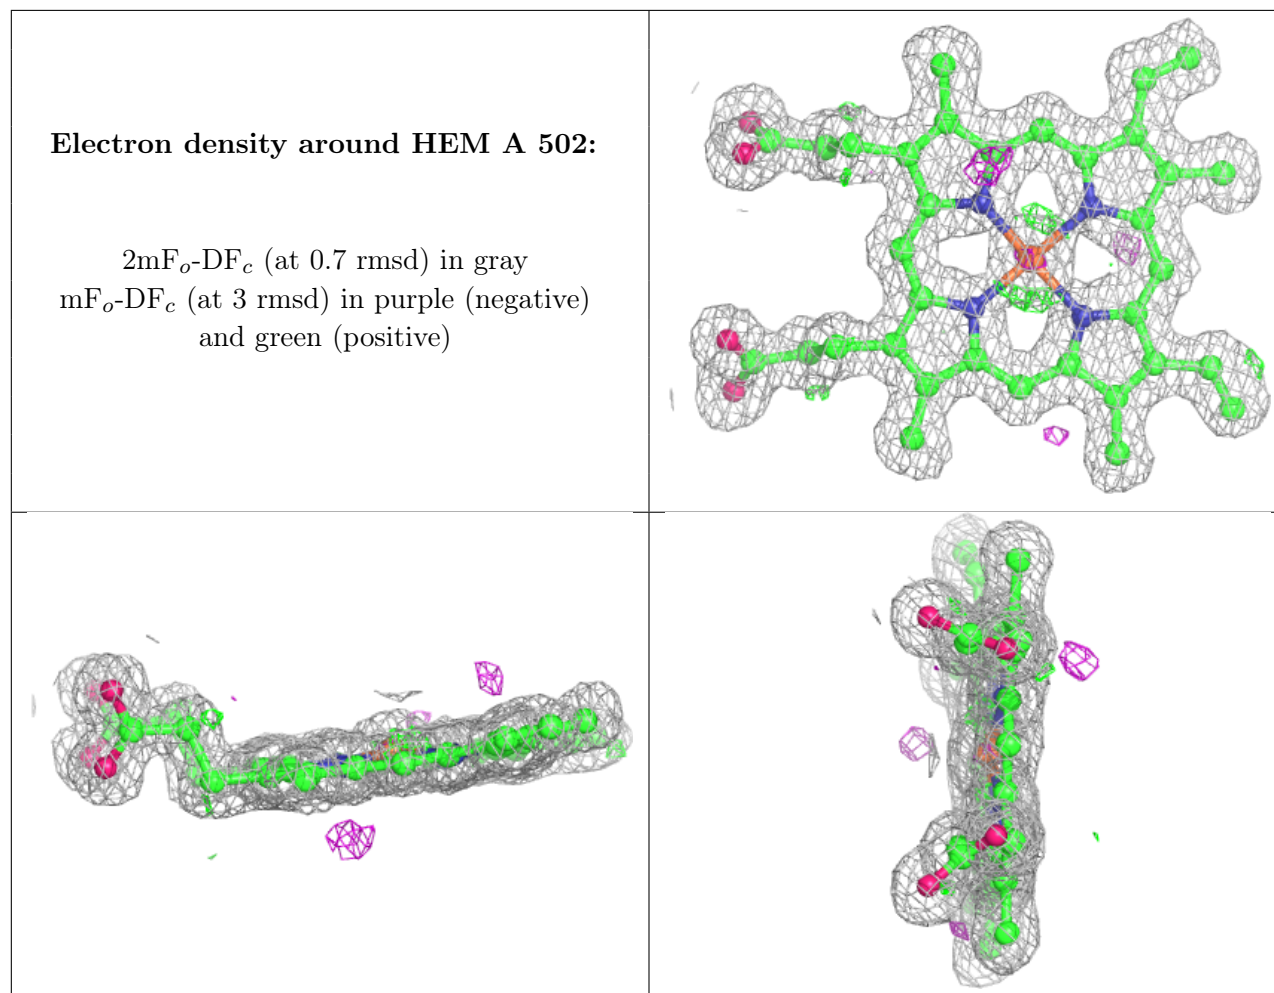 Electron density around HEM A 502:
2mFo-DFc (at 0.7 rmsd) in gray
mFo-DFc (at 3 rmsd) in purple (negative)
and green (positive)